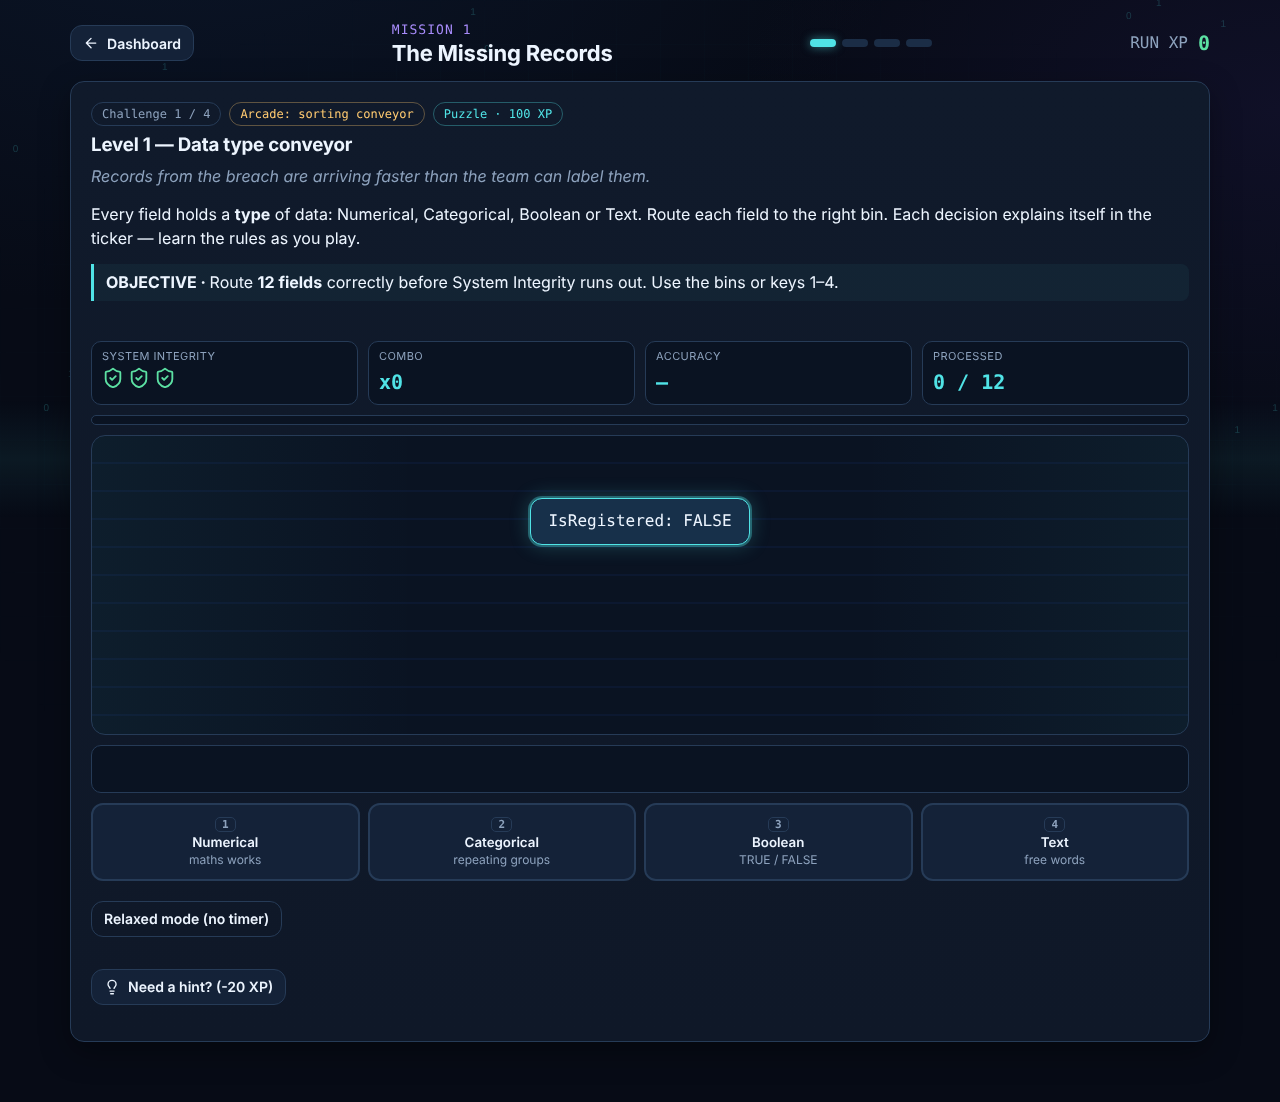 Dashboard
MISSION 1
The Missing Records
RUN XP 0
Challenge 1 / 4
Arcade: sorting conveyor
Puzzle · 100 XP
Level 1 — Data type conveyor
Records from the breach are arriving faster than the team can label them.
Every field holds a type of data: Numerical, Categorical, Boolean or Text. Route each field to the right bin. Each decision explains itself in the
ticker — learn the rules as you play.
OBJECTIVE · Route 12 fields correctly before System Integrity runs out. Use the bins or keys 1–4.
SYSTEM INTEGRITY
COMBO
x0
ACCURACY
—
PROCESSED
0 / 12
IsRegistered: FALSE
1
Numerical
maths works
2
Categorical
repeating groups
3
Boolean
TRUE / FALSE
4
Text
free words
Relaxed mode (no timer)
Need a hint? (-20 XP)